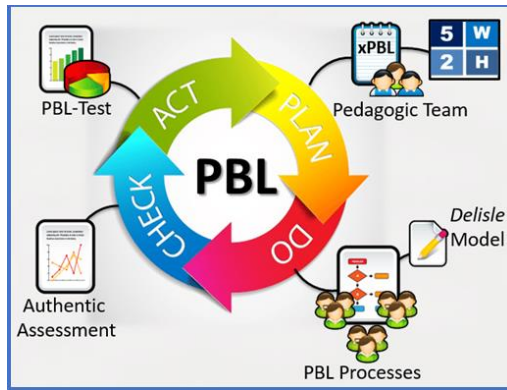 PBL-Test
ACT
PLAN
xPBL
5 W
2 H
Pedagogic Team
PBL
CHECK
DO
Delisle
Model
Authentic
Assessment
PBL Processes